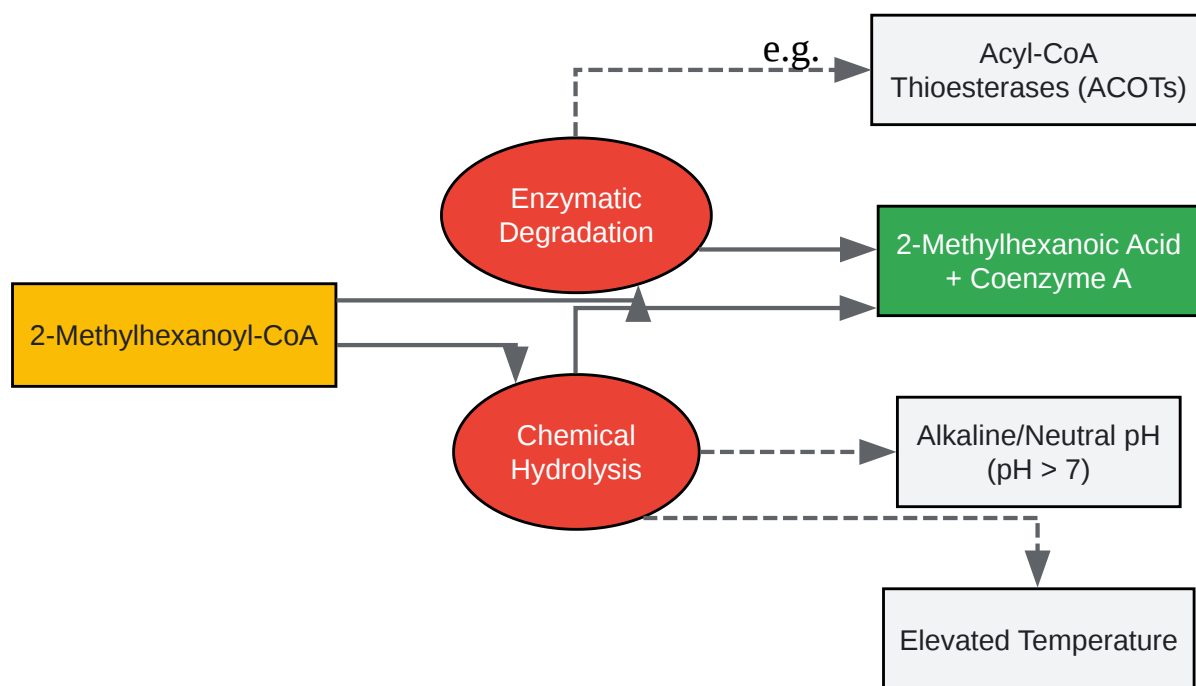 e.g.
Acyl-CoA
Thioesterases (ACOTs)
Enzymatic
Degradation
2-Methylhexanoic Acid
+ Coenzyme A
2-Methylhexanoyl-CoA
Chemical
Hydrolysis
Alkaline/Neutral pH
(pH > 7)
Elevated Temperature